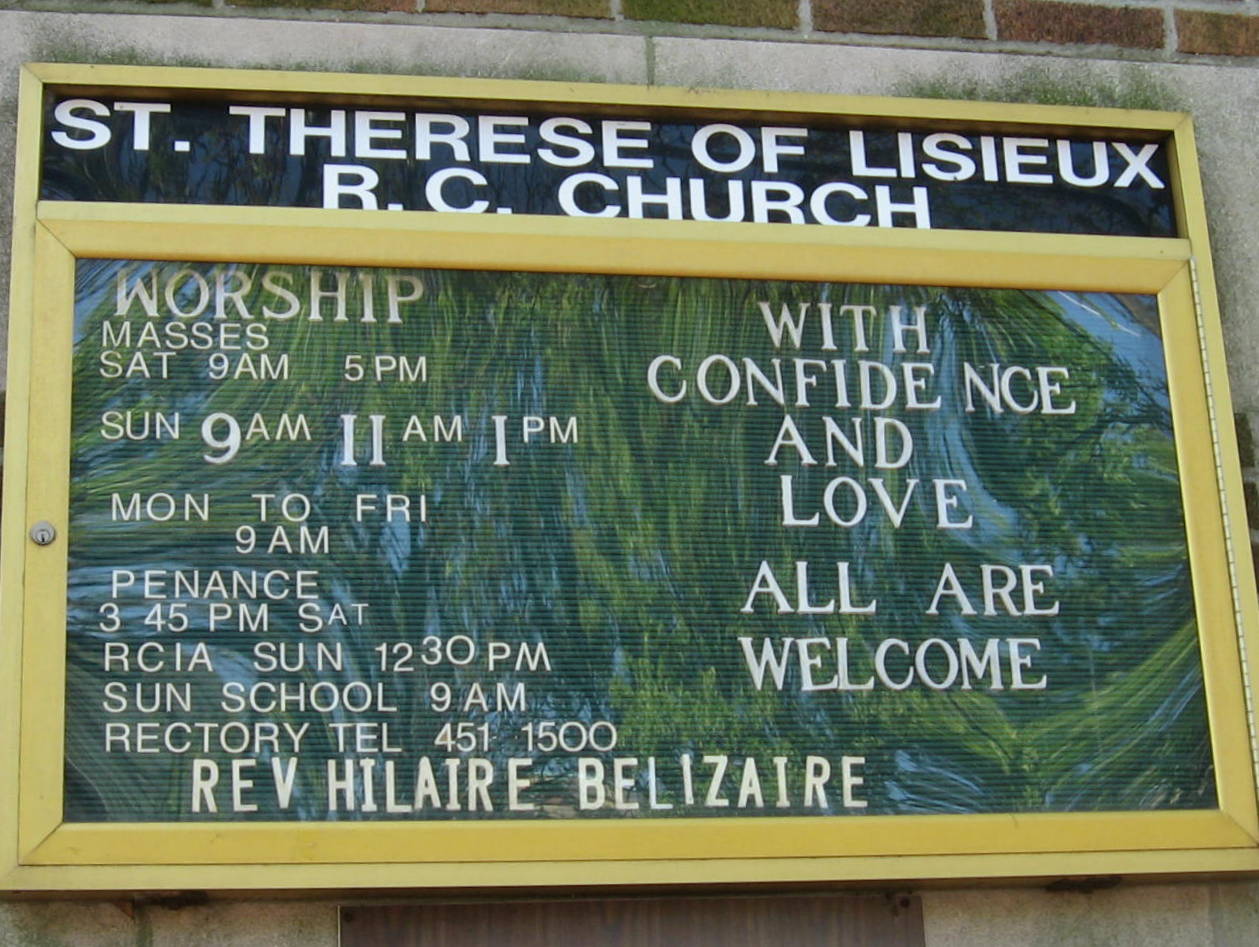 ST. THERESE OF LISIEUX
R.C. CHURCH
WORSHIP
MASSES
SAT 9AM 5PM
SUN 9AM 11AM 1PM
MON TO FRI
9AM
PENANCE
3 45 PM SAT
RCIA SUN 1230 PM
SUN SCHOOL 9AM
RECTORY TEL 451 1500
REV HILAIRE BELIZAIRE
WITH
CONFIDENCE
AND
LOVE
ALL ARE
WELCOME